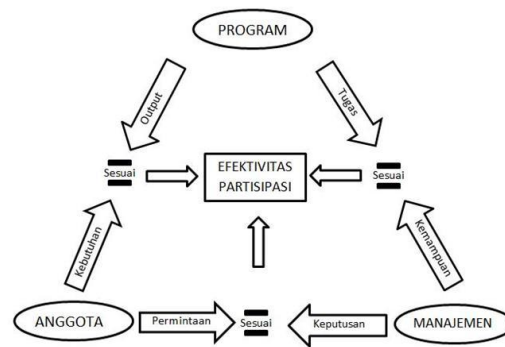 PROGRAM
Output
Tugas
Sesuai
EFEKTIVITAS
PARTISIPASI
Sesuai
Kebutuhan
Kemampuan
ANGGOTA
Permintaan
Sesuai
Keputusan
MANAJEMEN